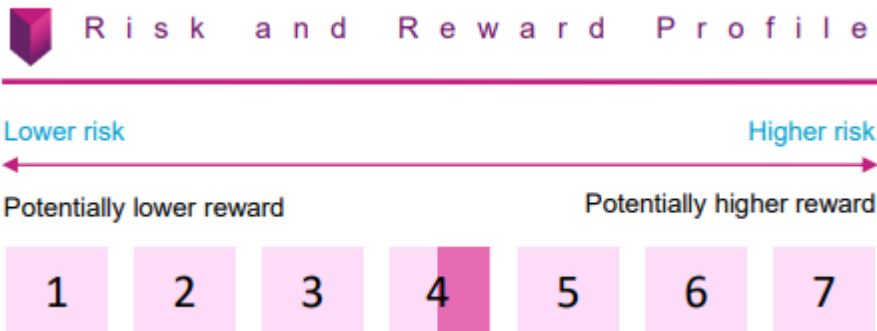 Risk and Reward Profile
Lower risk Higher risk
Potentially lower reward Potentially higher reward
1 2 3 4 5 6 7